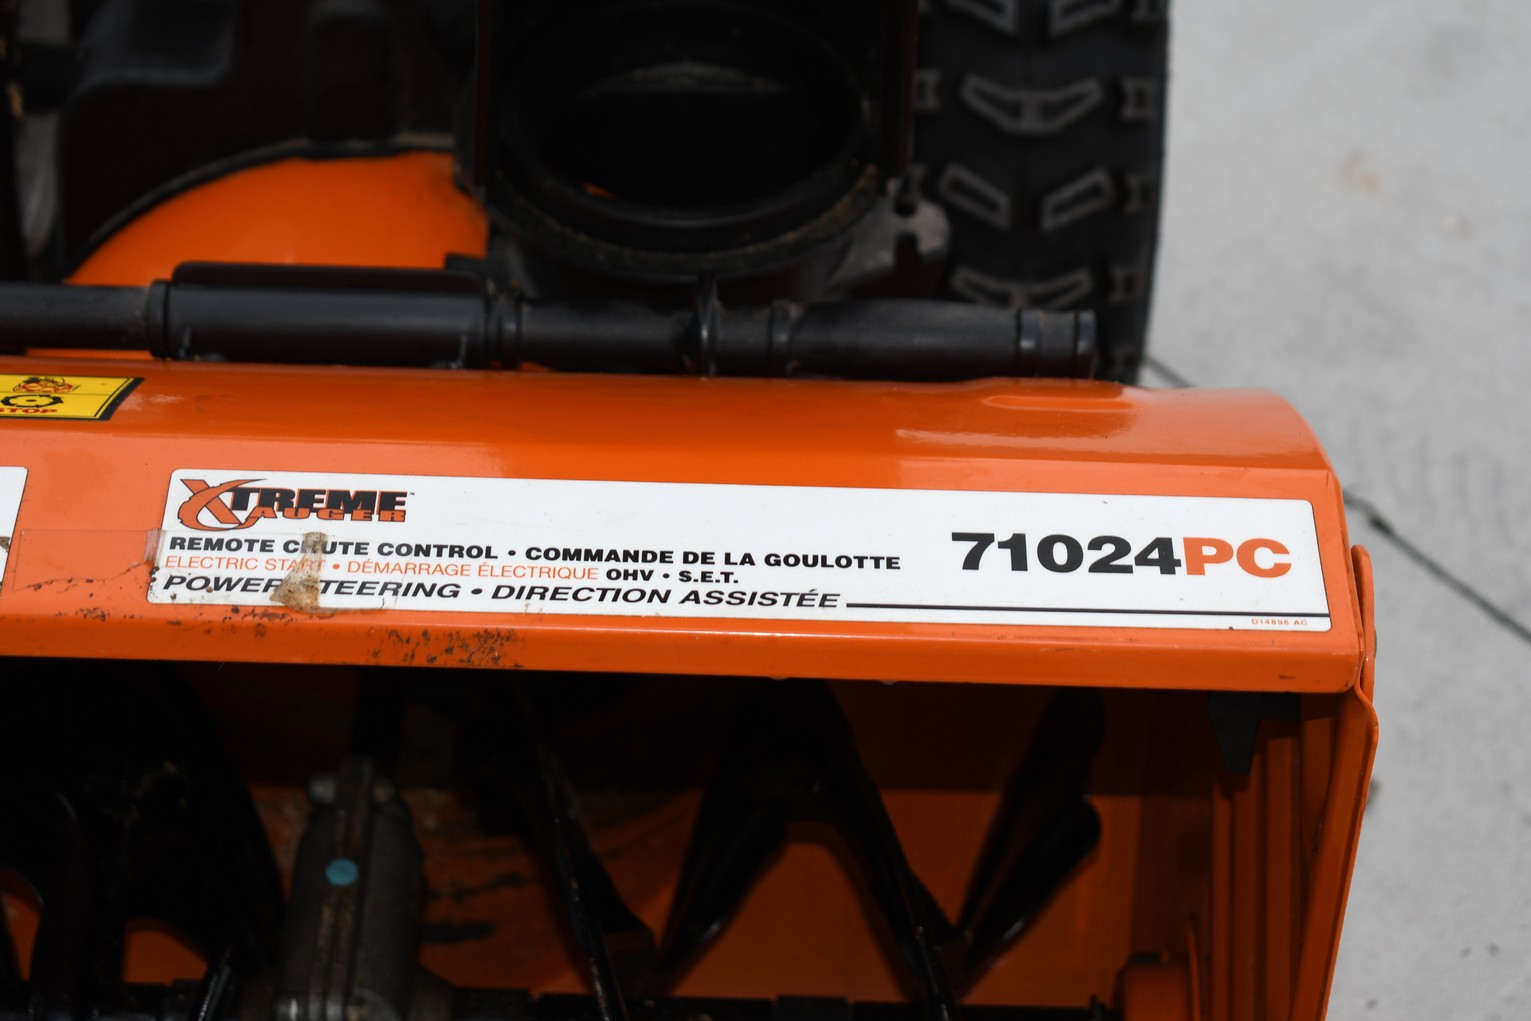 STOP
XTREME™
AUGER
REMOTE CHUTE CONTROL • COMMANDE DE LA GOULOTTE
ELECTRIC START • DÉMARRAGE ÉLECTRIQUE OHV • S.E.T.
POWER STEERING • DIRECTION ASSISTÉE
71024PC
D14896 AC